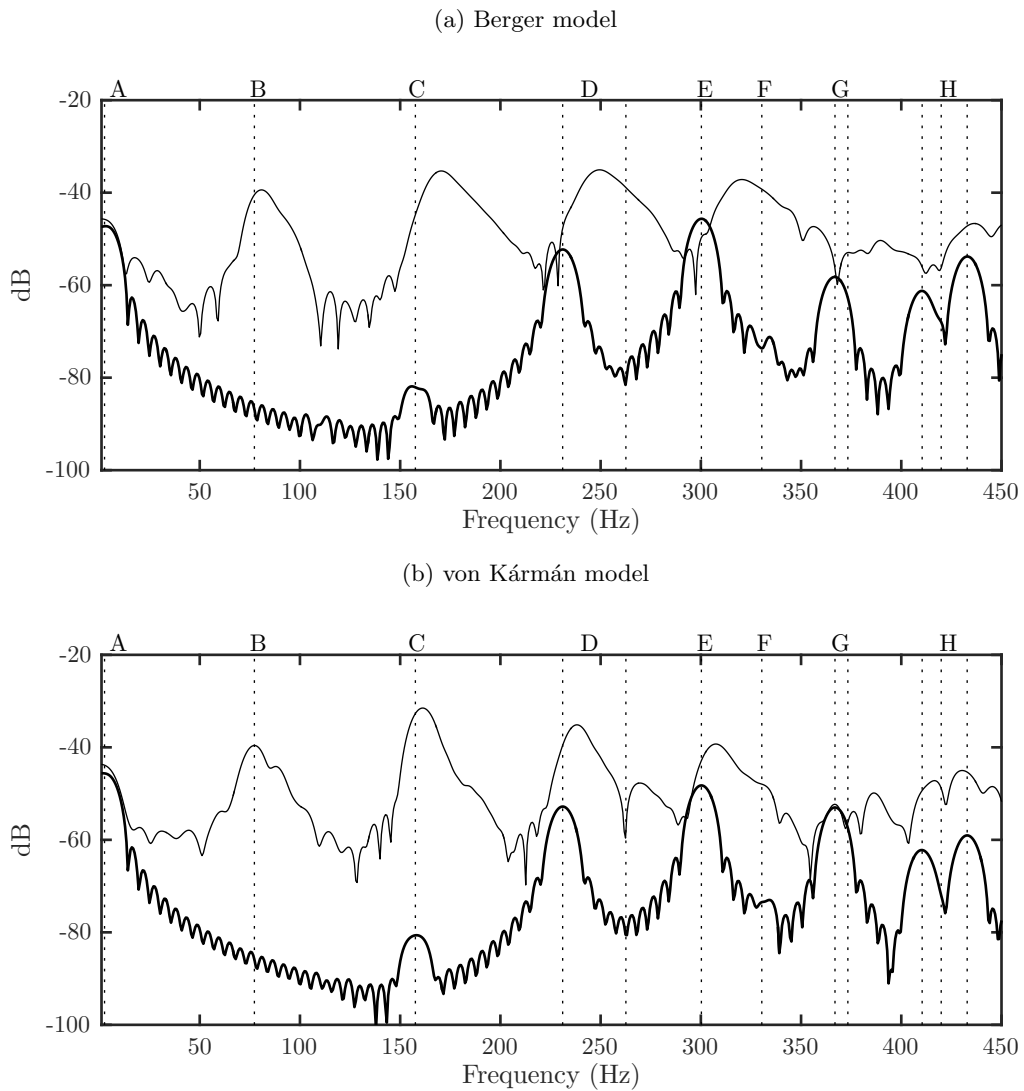 (a) Berger model
A B C D E F G H
-20
-40
-60
-80
-100
dB
50 100 150 200 250 300 350 400 450
Frequency (Hz)
(b) von Kármán model
A B C D E F G H
-20
-40
-60
-80
-100
dB
50 100 150 200 250 300 350 400 450
Frequency (Hz)